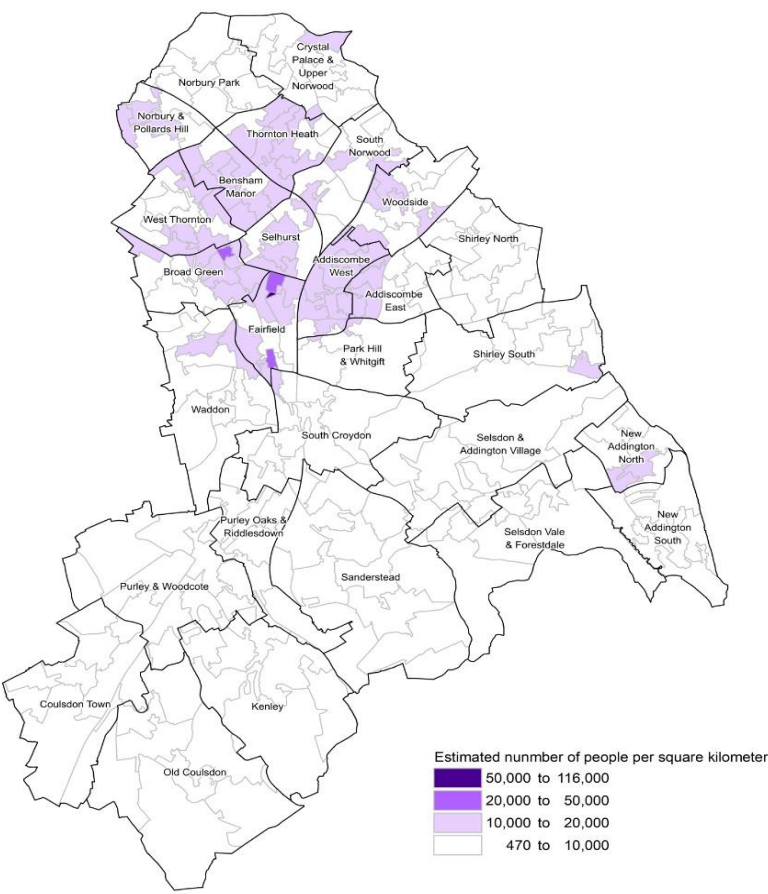 Crystal
Palace &
Upper
Norwood
Norbury Park
Norbury &
Pollards Hill
Thornton Heath
South
Norwood
Bensham
Manor
Woodside
West Thornton
Selhurst
Shirley North
Broad Green
Addiscombe
West
Addiscombe
East
Fairfield
Park Hill
& Whitgift
Shirley South
Waddon
South Croydon
Selsdon &
Addington Village
New
Addington
North
Purley Oaks &
Riddlesdown
Selsdon Vale
& Forestdale
New
Addington
South
Sanderstead
Purley & Woodcote
Coulsdon Town
Kenley
Old Coulsdon
Estimated nunmber of people per square kilometer
50,000 to 116,000
20,000 to 50,000
10,000 to 20,000
470 to 10,000